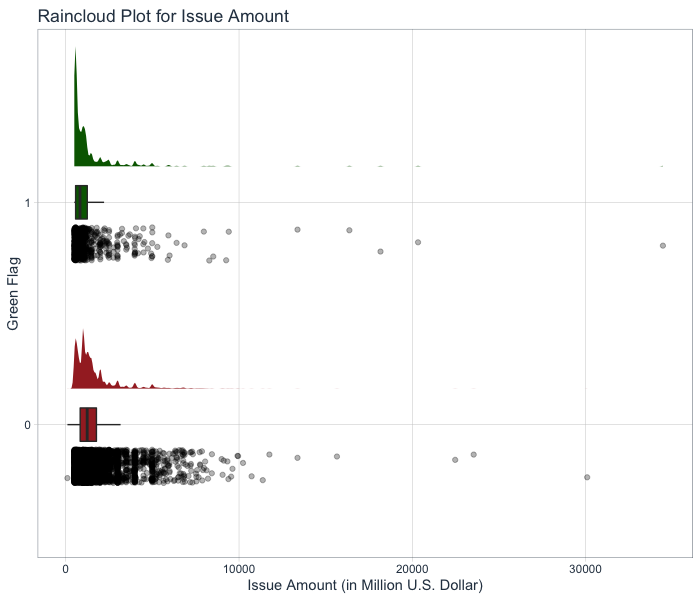 Raincloud Plot for Issue Amount
1
Green Flag
0
0 10000 20000 30000
Issue Amount (in Million U.S. Dollar)